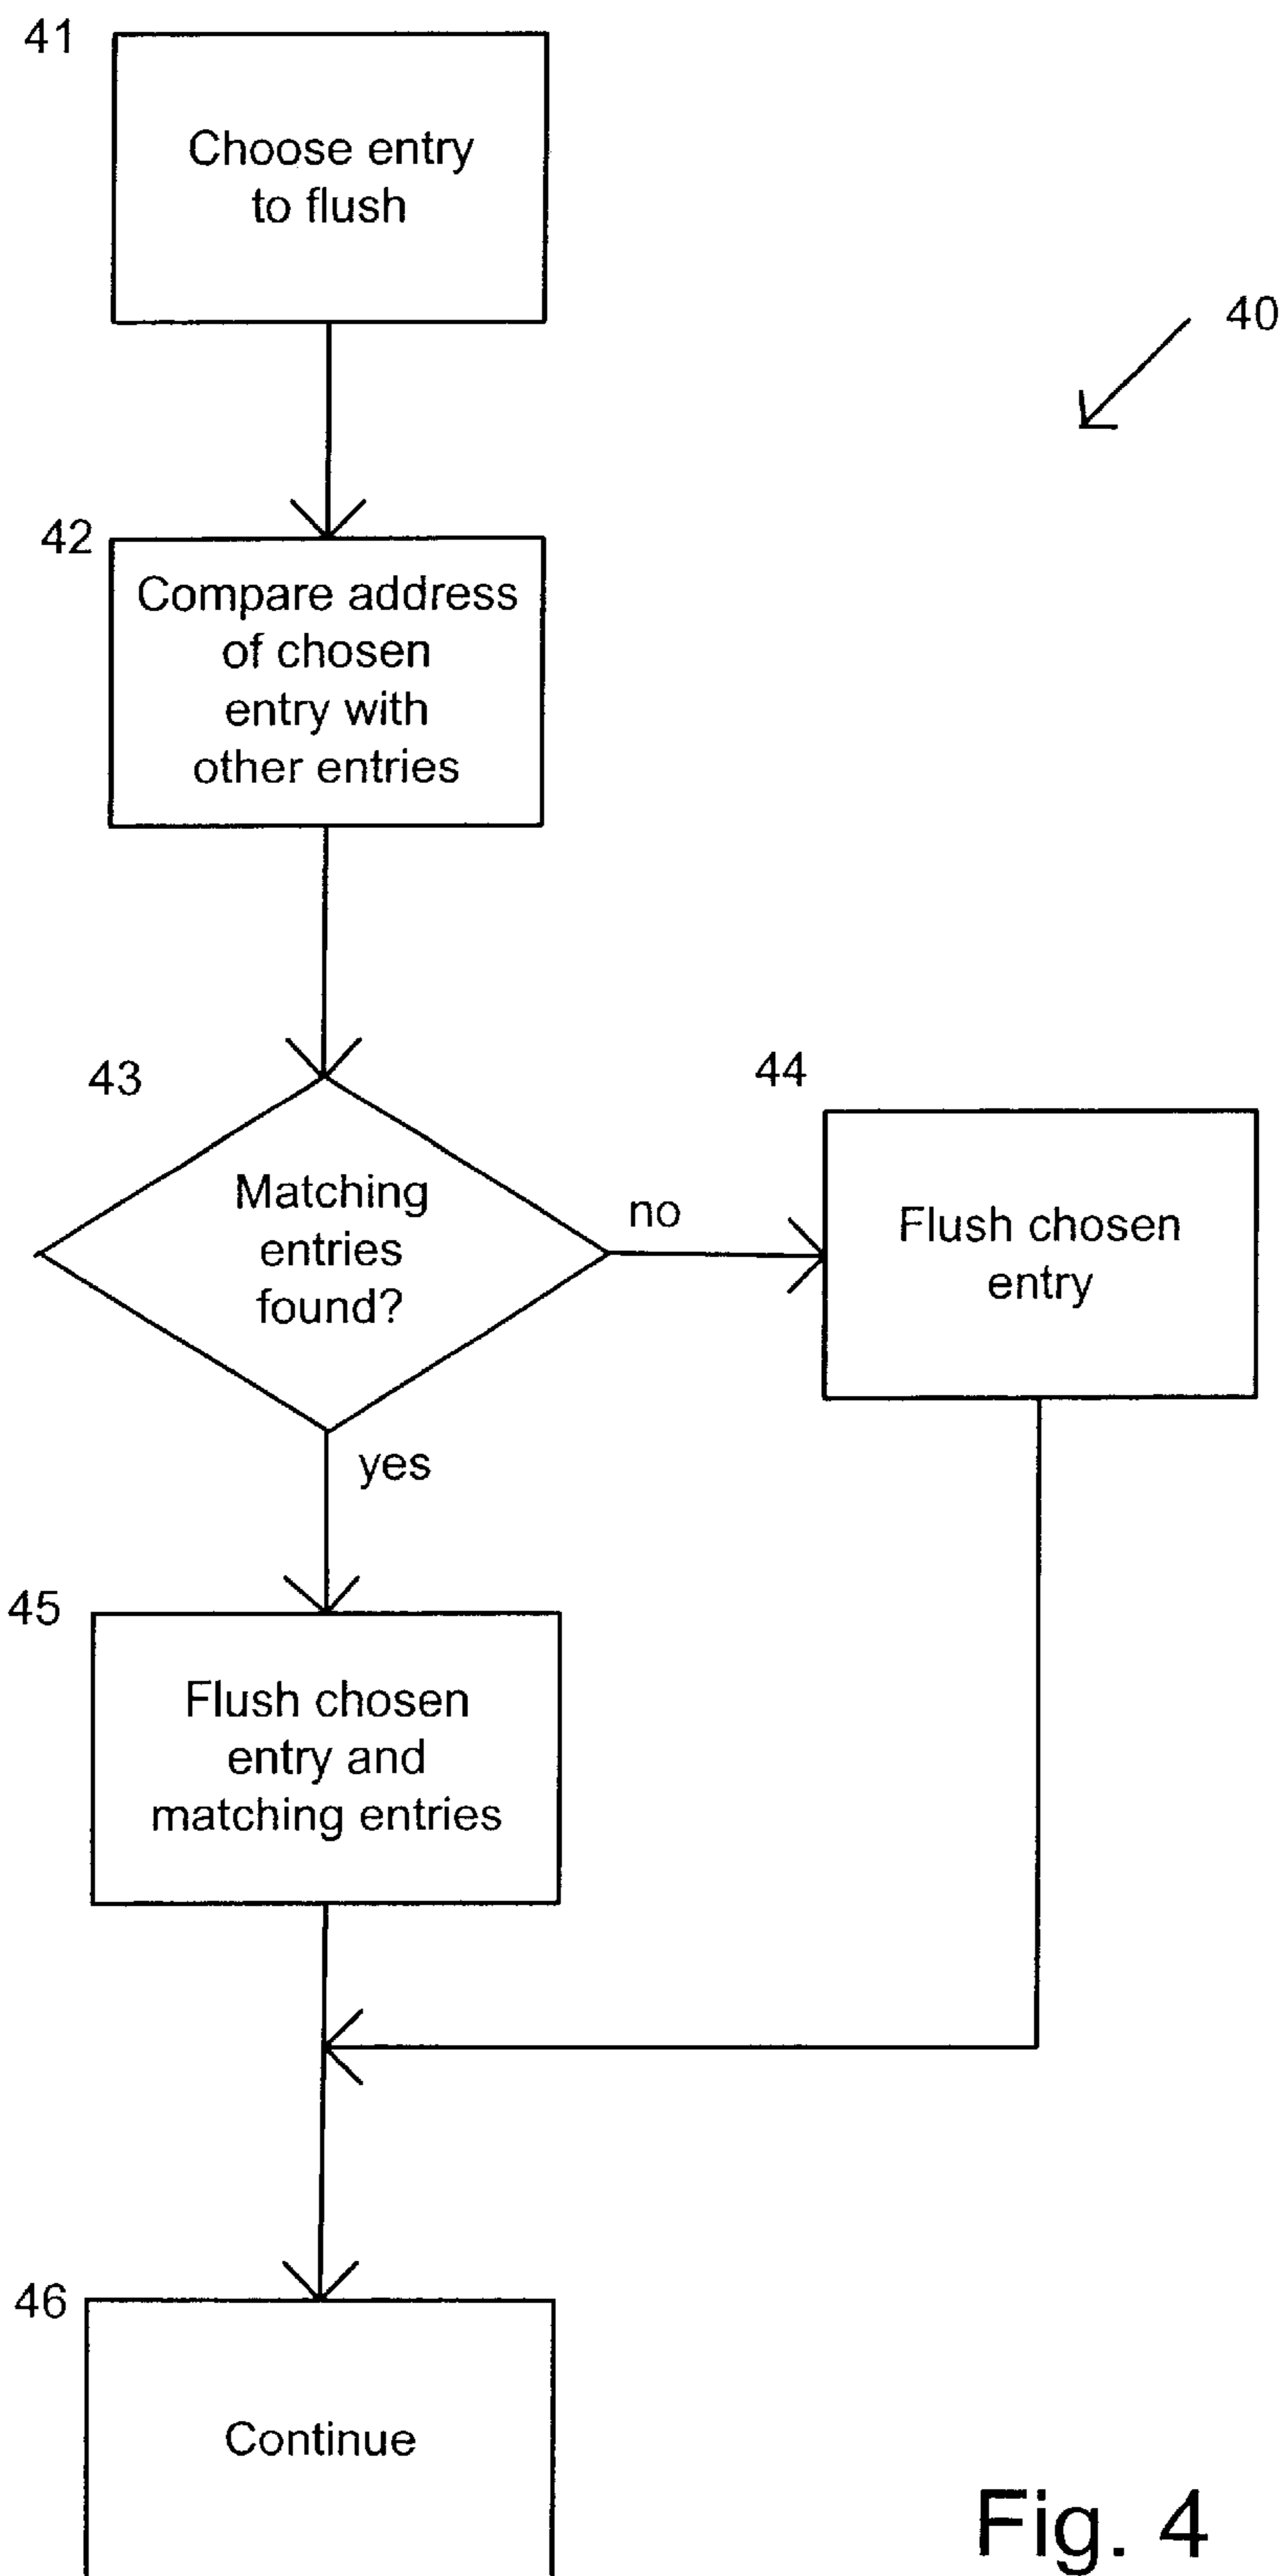 41
Choose entry
to flush
40
42
Compare address
of chosen
entry with
other entries
43
Matching
entries
found?
no
44
Flush chosen
entry
yes
45
Flush chosen
entry and
matching entries
46
Continue
Fig. 4